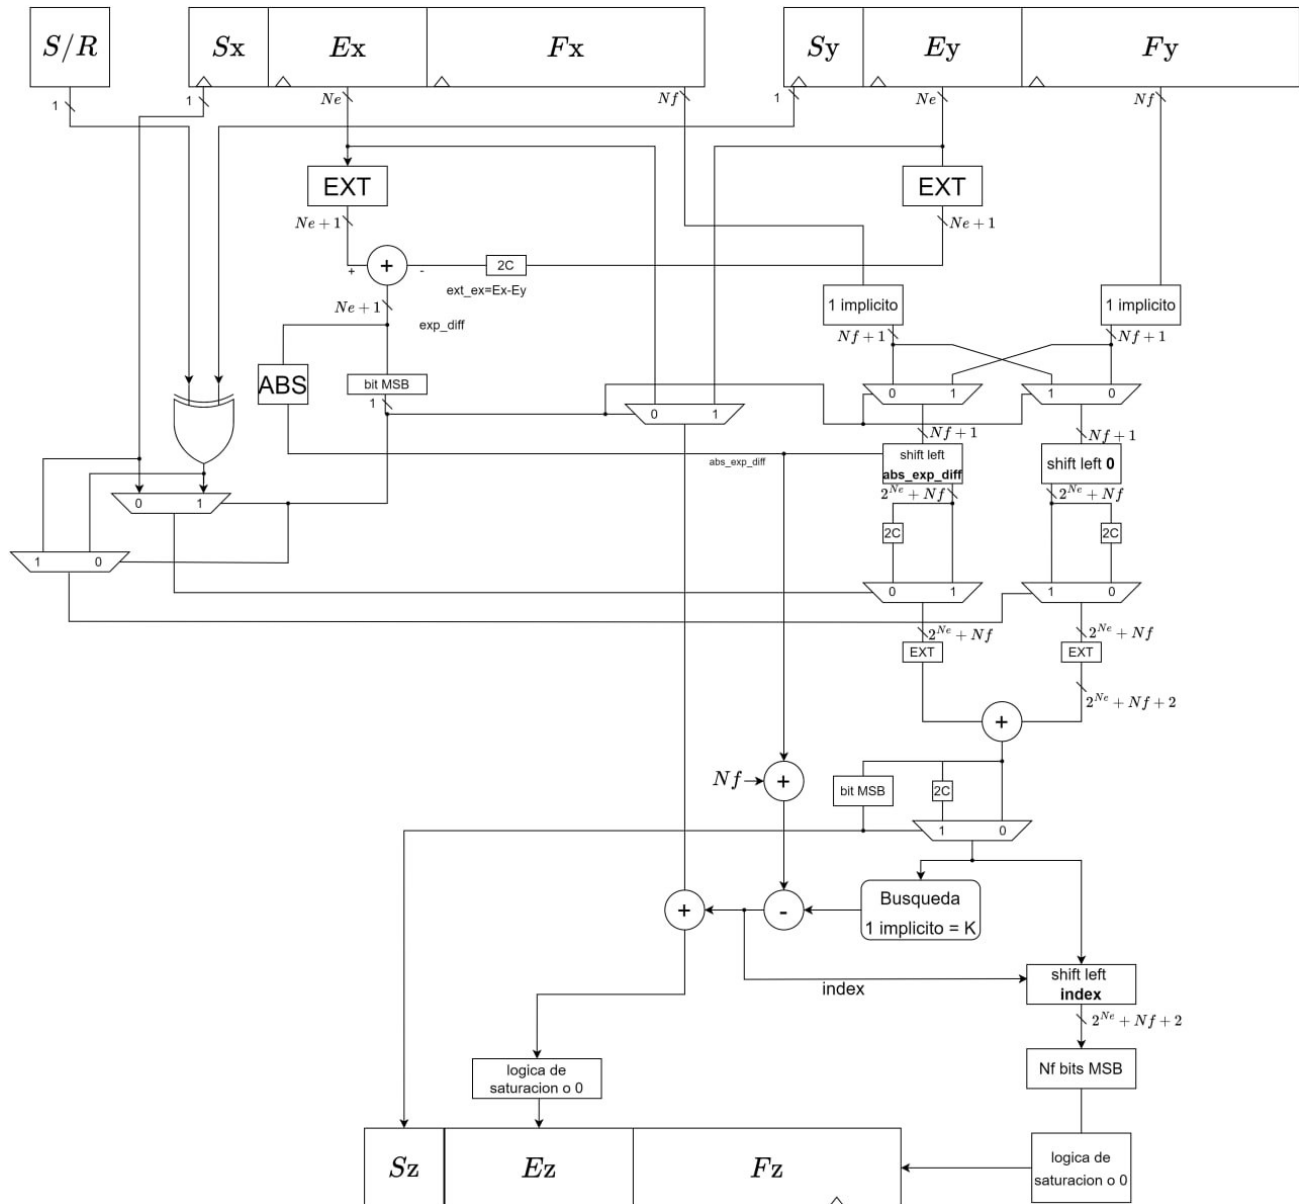 S/R Sx Ex Fx Sy Ey Fy
1 1 Ne Nf 1 Ne Nf
EXT EXT
Ne + 1 Ne + 1
+ + - 2C
ext_ex=Ex-Ey
1 implicito 1 implicito
Ne + 1
exp_diff
Nf + 1 Nf + 1
ABS bit MSB
1
0 1 0 1 1 0
Nf + 1 Nf + 1
abs_exp_diff
shift left
abs_exp_diff
shift left 0
2^{Ne} + Nf 2^{Ne} + Nf
0 1
2C 2C
1 0
0 1 1 0
2^{Ne} + Nf 2^{Ne} + Nf
EXT EXT
2^{Ne} + Nf + 2
+
Nf + bit MSB 2C
1 0
+ - Busqueda
1 implicito = K
index
shift left
index
2^{Ne} + Nf + 2
Nf bits MSB
logica de
saturacion o 0
logica de
saturacion o 0
Sz Ez Fz